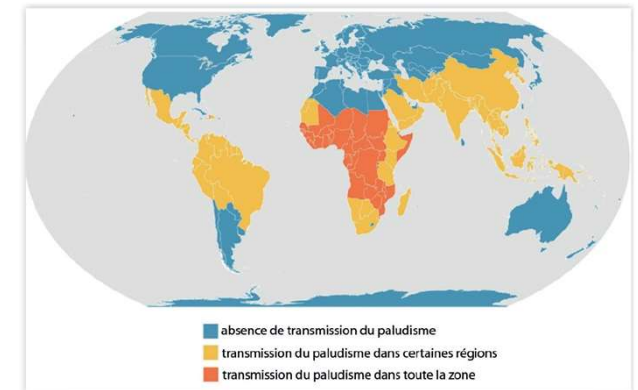 absence de transmission du paludisme
transmission du paludisme dans certaines régions
transmission du paludisme dans toute la zone